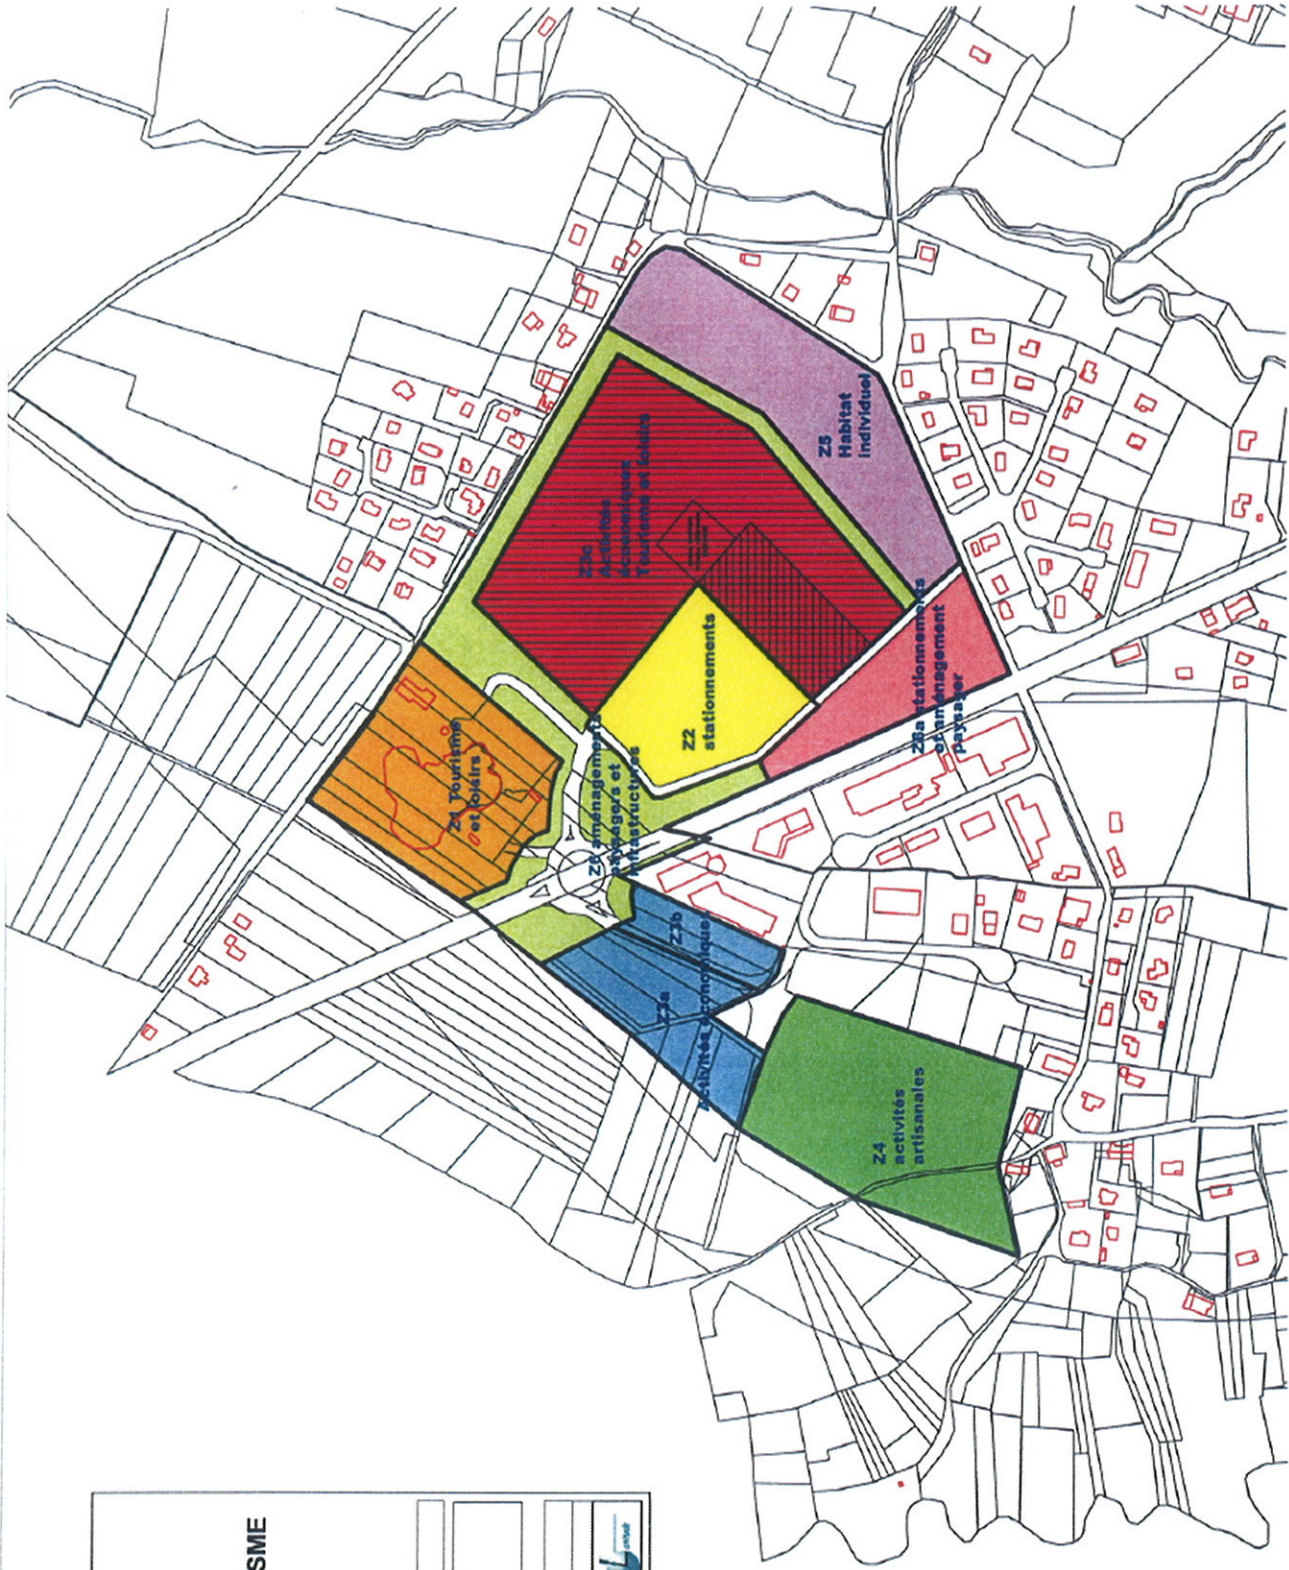 Z3c
Activités
économiques
Tourisme et loisirs
Z5
Habitat
individuel
Z2
stationnements
Z6a stationnements
et aménagement
paysager
Z1 Tourisme
et loisirs
Z6 aménagements
paysagers et
infrastructures
Z3b
Z3a
Activités économiques
Z4
activités
artisanales
SME